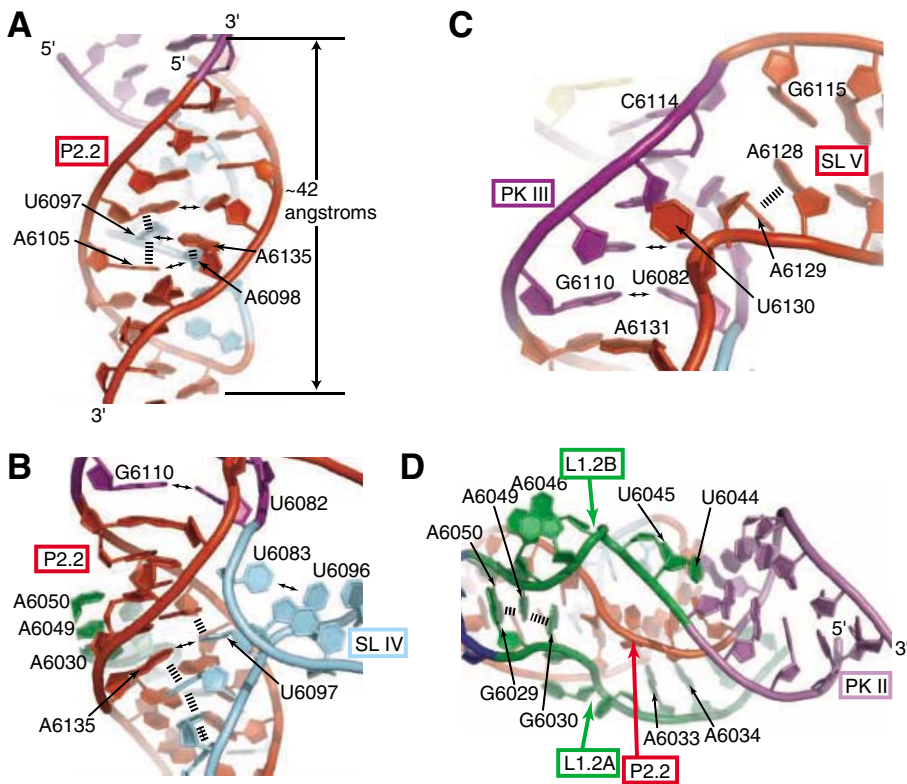 A
3'
5'
5'
P2.2
U6097
~42
angstroms
A6105
A6135
A6098
3'
B
G6110
U6082
U6083
U6096
P2.2
A6050
A6049
SL IV
A6030
U6097
A6135
C
C6114
G6115
A6128
SL V
PK III
G6110
U6082
A6129
U6130
A6131
D
L1.2B
A6046
U6045
U6044
A6049
A6050
5'
3'
G6029
PK II
G6030
A6033
A6034
L1.2A
P2.2